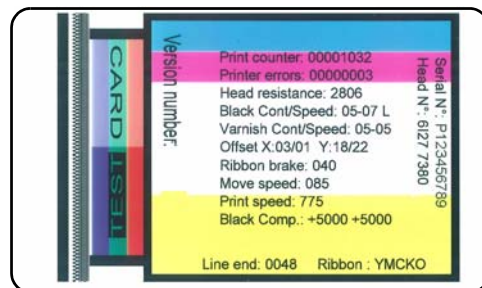 CARD TEST
Version number:
Print counter: 00001032
Printer errors: 00000003
Head resistance: 2806
Black Cont/Speed: 05-07 L
Varnish Cont/Speed: 05-05
Offset X:03/01 Y:18/22
Ribbon brake: 040
Move speed: 085
Print speed: 775
Black Comp.: +5000 +5000
Line end: 0048 Ribbon : YMCKO
Serial N°: P123456789
Head N°: 6I27 7380